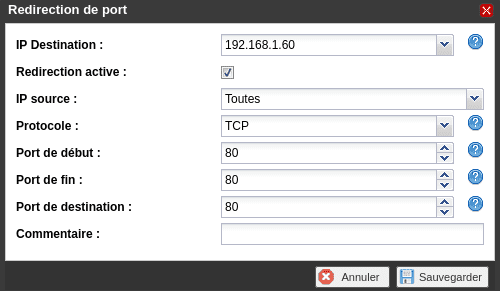 Redirection de port
IP Destination : 192.168.1.60
Redirection active :
IP source : Toutes
Protocole : TCP
Port de début : 80
Port de fin : 80
Port de destination : 80
Commentaire :
Annuler Sauvegarder